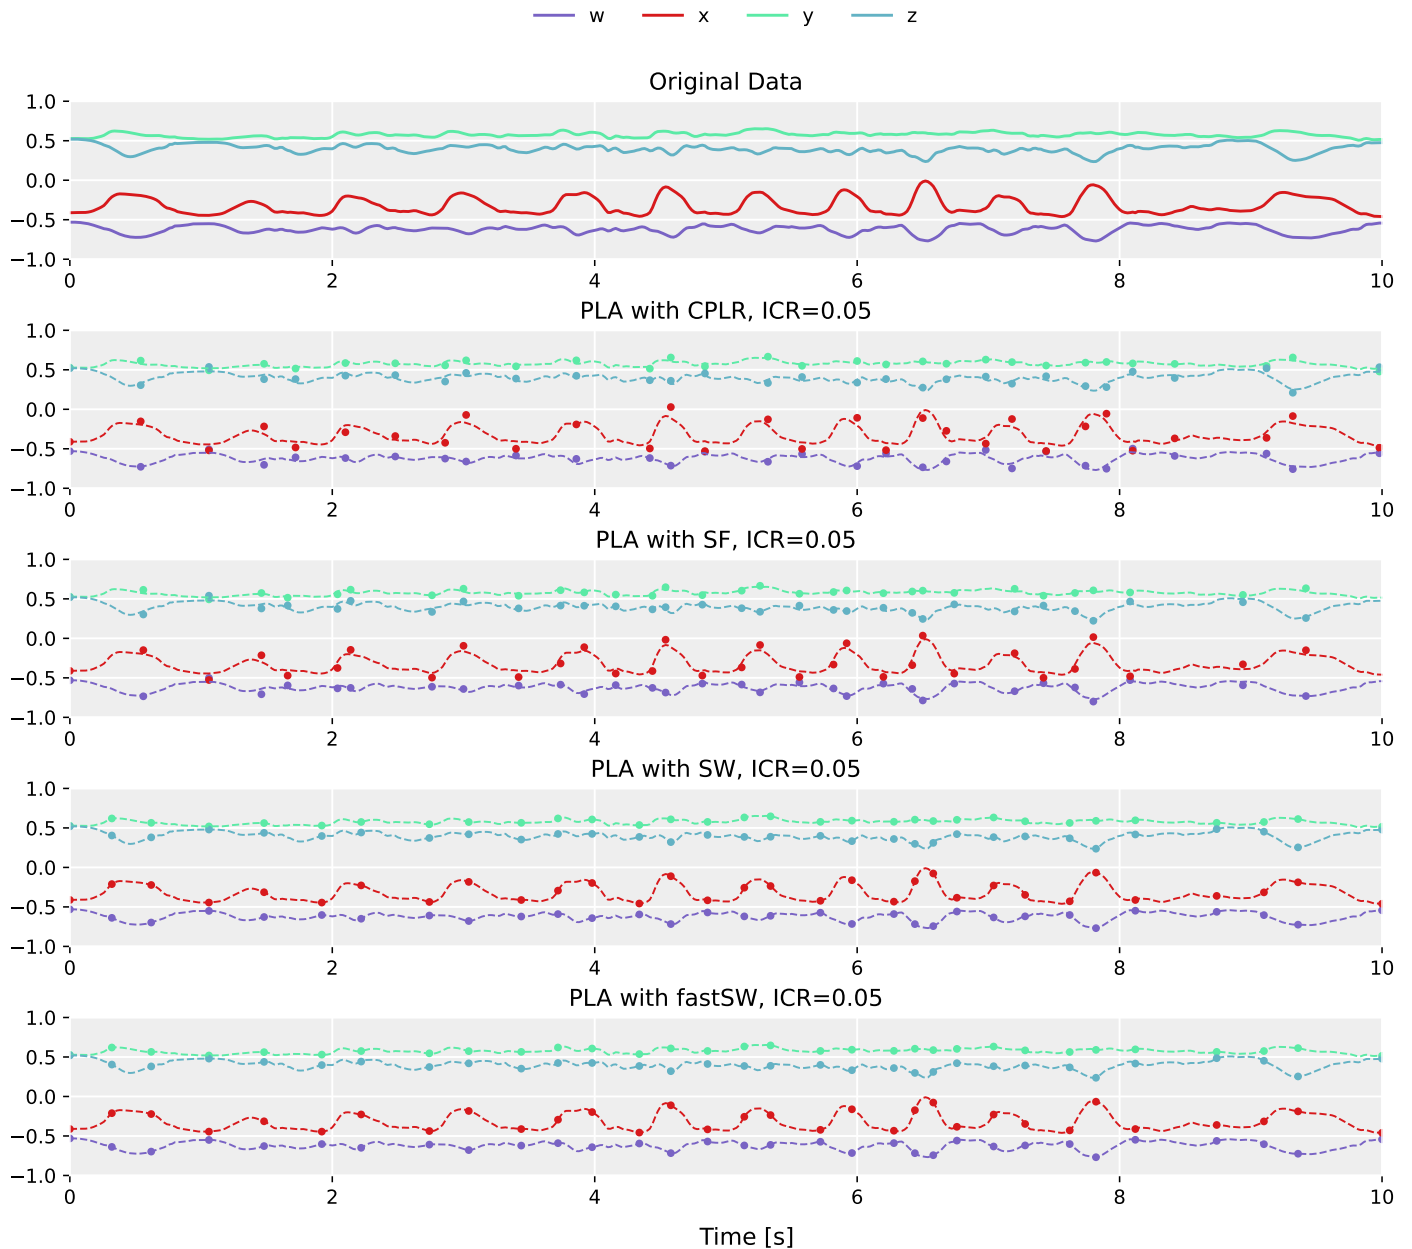 w x y z
Original Data
1.0
0.5
0.0
−0.5
−1.0
0 2 4 6 8 10
PLA with CPLR, ICR=0.05
1.0
0.5
0.0
−0.5
−1.0
0 2 4 6 8 10
PLA with SF, ICR=0.05
1.0
0.5
0.0
−0.5
−1.0
0 2 4 6 8 10
PLA with SW, ICR=0.05
1.0
0.5
0.0
−0.5
−1.0
0 2 4 6 8 10
PLA with fastSW, ICR=0.05
1.0
0.5
0.0
−0.5
−1.0
0 2 4 6 8 10
Time [s]